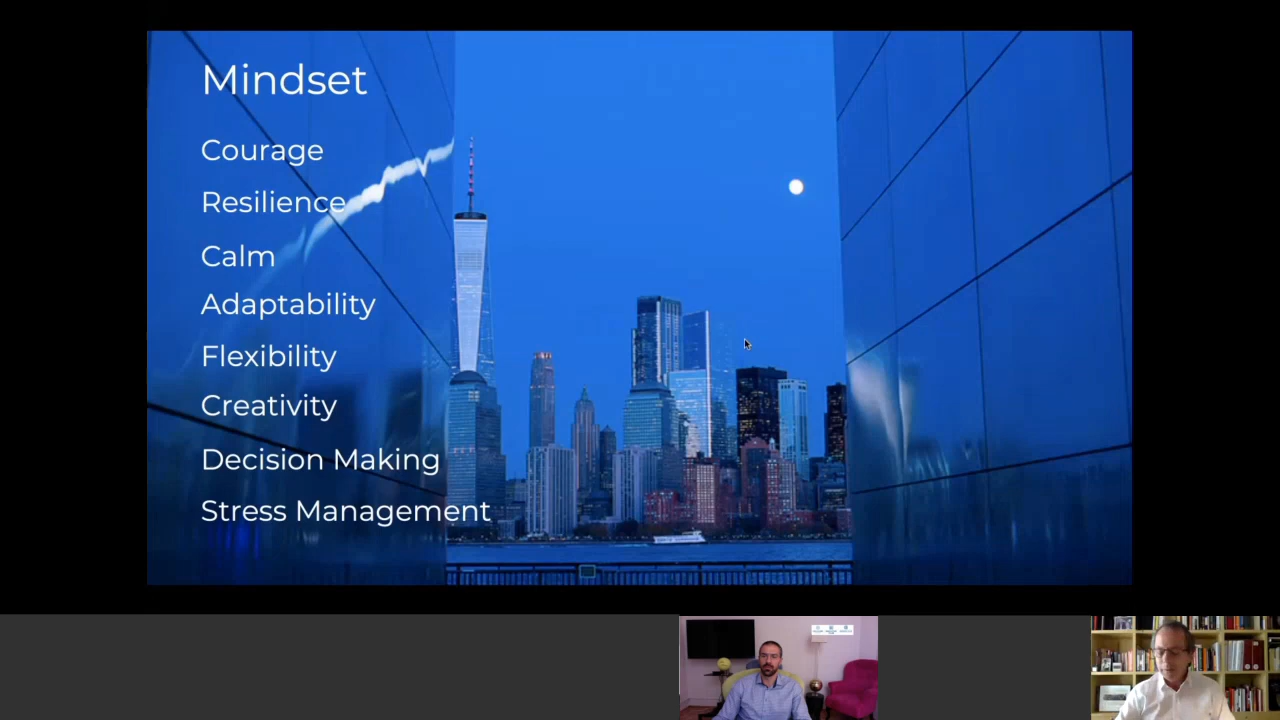 Mindset
Courage
Resilience
Calm
Adaptability
Flexibility
Creativity
Decision Making
Stress Management